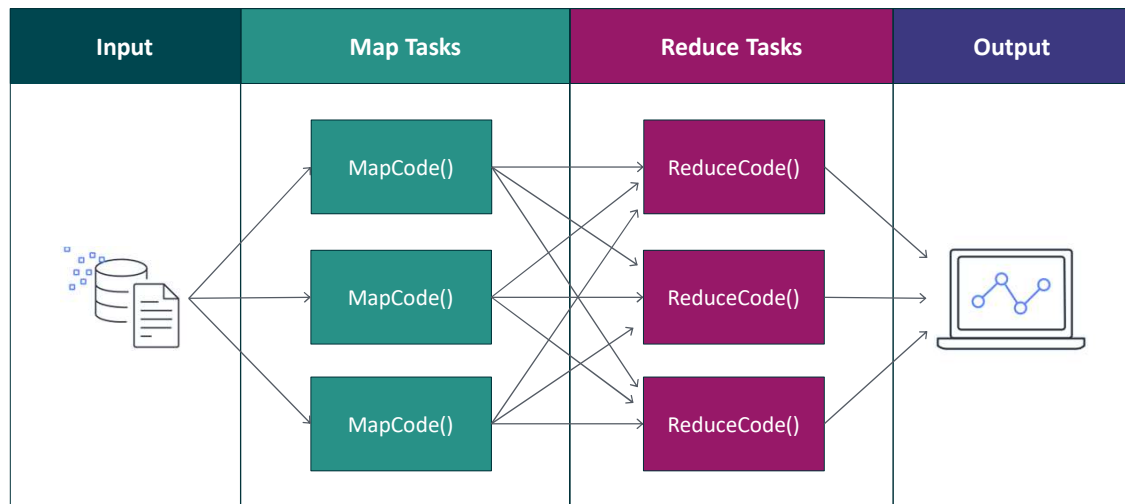 Input
Map Tasks
Reduce Tasks
Output
MapCode()
ReduceCode()
MapCode()
ReduceCode()
MapCode()
ReduceCode()